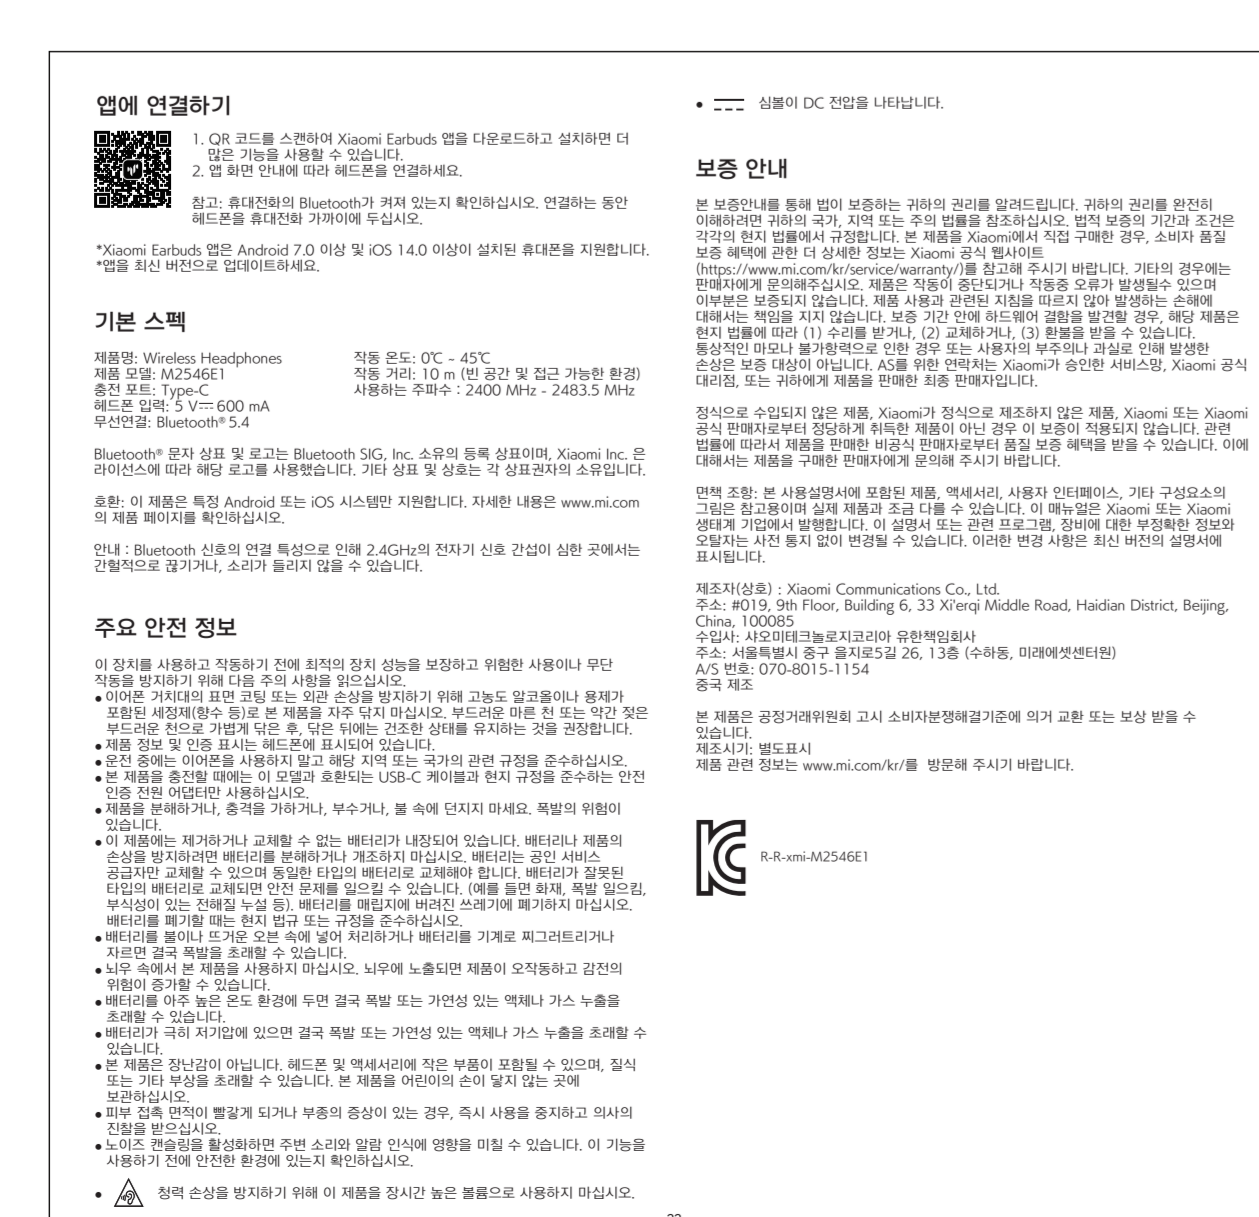 앱에 연결하기
1. QR 코드를 스캔하여 Xiaomi Earbuds 앱을 다운로드하고 설치하면 더
많은 기능을 사용할 수 있습니다.
2. 앱 화면 안내에 따라 헤드폰을 연결하세요.
참고: 휴대전화의 Bluetooth가 켜져 있는지 확인하십시오. 연결하는 동안
헤드폰을 휴대전화 가까이에 두십시오.
*Xiaomi Earbuds 앱은 Android 7.0 이상 및 iOS 14.0 이상이 설치된 휴대폰을 지원합니다.
*앱을 최신 버전으로 업데이트하세요.
기본 스펙
제품명: Wireless Headphones
제품 모델: M2546E1
충전 포트: Type-C
헤드폰 입력: 5 V⎓600 mA
무선연결: Bluetooth® 5.4
작동 온도: 0℃ ~ 45℃
작동 거리: 10 m (빈 공간 및 접근 가능한 환경)
사용하는 주파수 : 2400 MHz - 2483.5 MHz
Bluetooth® 문자 상표 및 로고는 Bluetooth SIG, Inc. 소유의 등록 상표이며, Xiaomi Inc. 은
라이선스에 따라 해당 로고를 사용했습니다. 기타 상표 및 상호는 각 상표권자의 소유입니다.
호환: 이 제품은 특정 Android 또는 iOS 시스템만 지원합니다. 자세한 내용은 www.mi.com
의 제품 페이지를 확인하십시오.
안내 : Bluetooth 신호의 연결 특성으로 인해 2.4GHz의 전자기 신호 간섭이 심한 곳에서는
간헐적으로 끊기거나, 소리가 들리지 않을 수 있습니다.
주요 안전 정보
이 장치를 사용하고 작동하기 전에 최적의 장치 성능을 보장하고 위험한 사용이나 무단
작동을 방지하기 위해 다음 주의 사항을 읽으십시오.
● 이어폰 거치대의 표면 코팅 또는 외관 손상을 방지하기 위해 고농도 알코올이나 용제가
포함된 세정제(향수 등)로 본 제품을 자주 닦지 마십시오. 부드러운 마른 천 또는 약간 젖은
부드러운 천으로 가볍게 닦은 후, 닦은 뒤에는 건조한 상태를 유지하는 것을 권장합니다.
● 제품 정보 및 인증 표시는 헤드폰에 표시되어 있습니다.
● 운전 중에는 이어폰을 사용하지 말고 해당 지역 또는 국가의 관련 규정을 준수하십시오.
● 본 제품을 충전할 때에는 이 모델과 호환되는 USB-C 케이블과 현지 규정을 준수하는 안전
인증 전원 어댑터만 사용하십시오.
● 제품을 분해하거나, 충격을 가하거나, 부수거나, 불 속에 던지지 마세요. 폭발의 위험이
있습니다.
● 이 제품에는 제거하거나 교체할 수 없는 배터리가 내장되어 있습니다. 배터리나 제품의
손상을 방지하려면 배터리를 분해하거나 개조하지 마십시오. 배터리는 공인 서비스
공급자만 교체할 수 있으며 동일한 타입의 배터리로 교체해야 합니다. 배터리가 잘못된
타입의 배터리로 교체되면 안전 문제를 일으킬 수 있습니다. (예를 들면 화재, 폭발 일으킴,
부식성이 있는 전해질 누설 등). 배터리를 매립지에 버려진 쓰레기에 폐기하지 마십시오.
배터리를 폐기할 때는 현지 법규 또는 규정을 준수하십시오.
● 배터리를 불이나 뜨거운 오븐 속에 넣어 처리하거나 배터리를 기계로 찌그러트리거나
자르면 결국 폭발을 초래할 수 있습니다.
● 뇌우 속에서 본 제품을 사용하지 마십시오. 뇌우에 노출되면 제품이 오작동하고 감전의
위험이 증가할 수 있습니다.
● 배터리를 아주 높은 온도 환경에 두면 결국 폭발 또는 가연성 있는 액체나 가스 누출을
초래할 수 있습니다.
● 배터리가 극히 저기압에 있으면 결국 폭발 또는 가연성 있는 액체나 가스 누출을 초래할 수
있습니다.
● 본 제품은 장난감이 아닙니다. 헤드폰 및 액세서리에 작은 부품이 포함될 수 있으며, 질식
또는 기타 부상을 초래할 수 있습니다. 본 제품을 어린이의 손이 닿지 않는 곳에
보관하십시오.
● 피부 접촉 면적이 빨갛게 되거나 부종의 증상이 있는 경우, 즉시 사용을 중지하고 의사의
진찰을 받으십시오.
● 노이즈 캔슬링을 활성화하면 주변 소리와 알람 인식에 영향을 미칠 수 있습니다. 이 기능을
사용하기 전에 안전한 환경에 있는지 확인하십시오.
● 청력 손상을 방지하기 위해 이 제품을 장시간 높은 볼륨으로 사용하지 마십시오.
● ⎓ 심볼이 DC 전압을 나타납니다.
보증 안내
본 보증안내를 통해 법이 보증하는 귀하의 권리를 알려드립니다. 귀하의 권리를 완전히
이해하려면 귀하의 국가, 지역 또는 주의 법률을 참조하십시오. 법적 보증의 기간과 조건은
각각의 현지 법률에서 규정합니다. 본 제품을 Xiaomi에서 직접 구매한 경우, 소비자 품질
보증 혜택에 관한 더 상세한 정보는 Xiaomi 공식 웹사이트
(https://www.mi.com/kr/service/warranty/)를 참고해 주시기 바랍니다. 기타의 경우에는
판매자에게 문의해주십시오. 제품은 작동이 중단되거나 작동중 오류가 발생될수 있으며
이부분은 보증되지 않습니다. 제품 사용과 관련된 지침을 따르지 않아 발생하는 손해에
대해서는 책임을 지지 않습니다. 보증 기간 안에 하드웨어 결함을 발견할 경우, 해당 제품은
현지 법률에 따라 (1) 수리를 받거나, (2) 교체하거나, (3) 환불을 받을 수 있습니다.
통상적인 마모나 불가항력으로 인한 경우 또는 사용자의 부주의나 과실로 인해 발생한
손상은 보증 대상이 아닙니다. AS를 위한 연락처는 Xiaomi가 승인한 서비스망, Xiaomi 공식
대리점, 또는 귀하에게 제품을 판매한 최종 판매자입니다.
정식으로 수입되지 않은 제품, Xiaomi가 정식으로 제조하지 않은 제품, Xiaomi 또는 Xiaomi
공식 판매자로부터 정당하게 취득한 제품이 아닌 경우 이 보증이 적용되지 않습니다. 관련
법률에 따라서 제품을 판매한 비공식 판매자로부터 품질 보증 혜택을 받을 수 있습니다. 이에
대해서는 제품을 구매한 판매자에게 문의해 주시기 바랍니다.
면책 조항: 본 사용설명서에 포함된 제품, 액세서리, 사용자 인터페이스, 기타 구성요소의
그림은 참고용이며 실제 제품과 조금 다를 수 있습니다. 이 매뉴얼은 Xiaomi 또는 Xiaomi
생태계 기업에서 발행합니다. 이 설명서 또는 관련 프로그램, 장비에 대한 부정확한 정보와
오탈자는 사전 통지 없이 변경될 수 있습니다. 이러한 변경 사항은 최신 버전의 설명서에
표시됩니다.
제조자(상호) : Xiaomi Communications Co., Ltd.
주소: #019, 9th Floor, Building 6, 33 Xi'erqi Middle Road, Haidian District, Beijing,
China, 100085
수입사: 샤오미테크놀로지코리아 유한책임회사
주소: 서울특별시 중구 을지로5길 26, 13층 (수하동, 미래에셋센터원)
A/S 번호: 070-8015-1154
중국 제조
본 제품은 공정거래위원회 고시 소비자분쟁해결기준에 의거 교환 또는 보상 받을 수
있습니다.
제조시기: 별도표시
제품 관련 정보는 www.mi.com/kr/를 방문해 주시기 바랍니다.
R-R-xmi-M2546E1